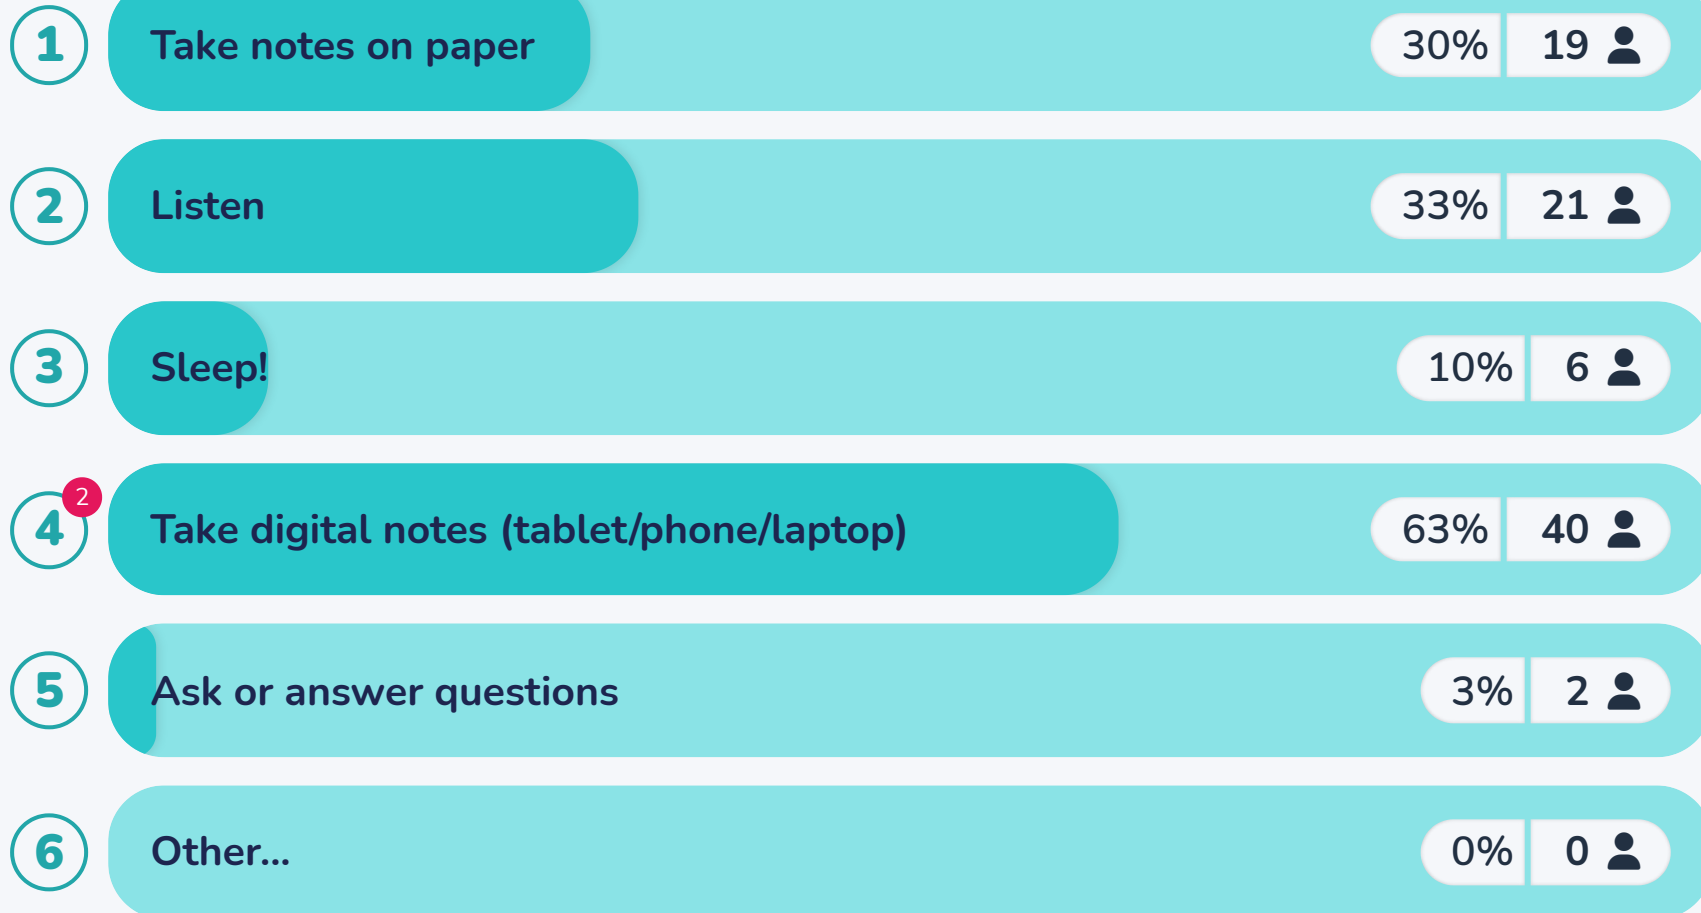 1 Take notes on paper 30% 19
2 Listen 33% 21
3 Sleep! 10% 6
4 2 Take digital notes (tablet/phone/laptop) 63% 40
5 Ask or answer questions 3% 2
6 Other... 0% 0